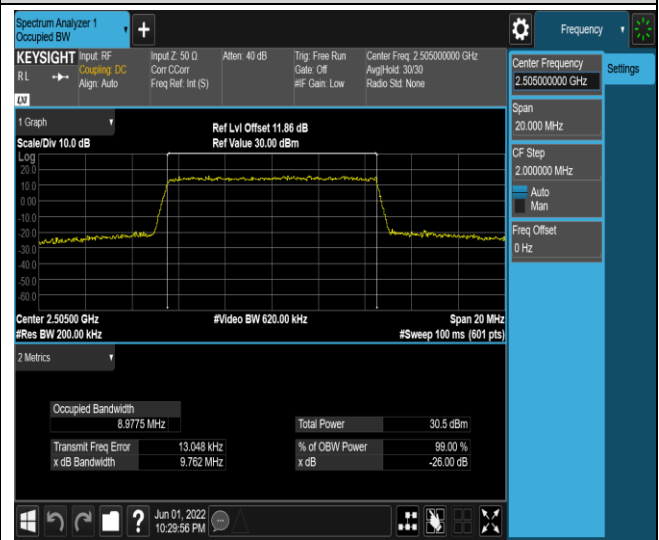 Spectrum Analyzer 1
Occupied BW
+
Frequency
KEYSIGHT
RL
LXI
Input: RF
Coupling: DC
Align: Auto
Input Z: 50 Ω
Corr CCorr
Freq Ref: Int (S)
Atten: 40 dB
Trig: Free Run
Gate: Off
#IF Gain: Low
Center Freq: 2.505000000 GHz
Avg|Hold: 30/30
Radio Std: None
Center Frequency
2.505000000 GHz
Settings
Span
20.000 MHz
CF Step
2.000000 MHz
Auto
Man
Freq Offset
0 Hz
1 Graph
Scale/Div 10.0 dB
Ref Lvl Offset 11.86 dB
Ref Value 30.00 dBm
Log
20.0
10.0
0.00
-10.0
-20.0
-30.0
-40.0
-50.0
-60.0
Center 2.50500 GHz
#Video BW 620.00 kHz
Span 20 MHz
#Res BW 200.00 kHz
#Sweep 100 ms (601 pts)
2 Metrics
Occupied Bandwidth
8.9775 MHz
Total Power 30.5 dBm
Transmit Freq Error 13.048 kHz
% of OBW Power 99.00 %
x dB Bandwidth 9.762 MHz
x dB -26.00 dB
?
Jun 01, 2022
10:29:56 PM